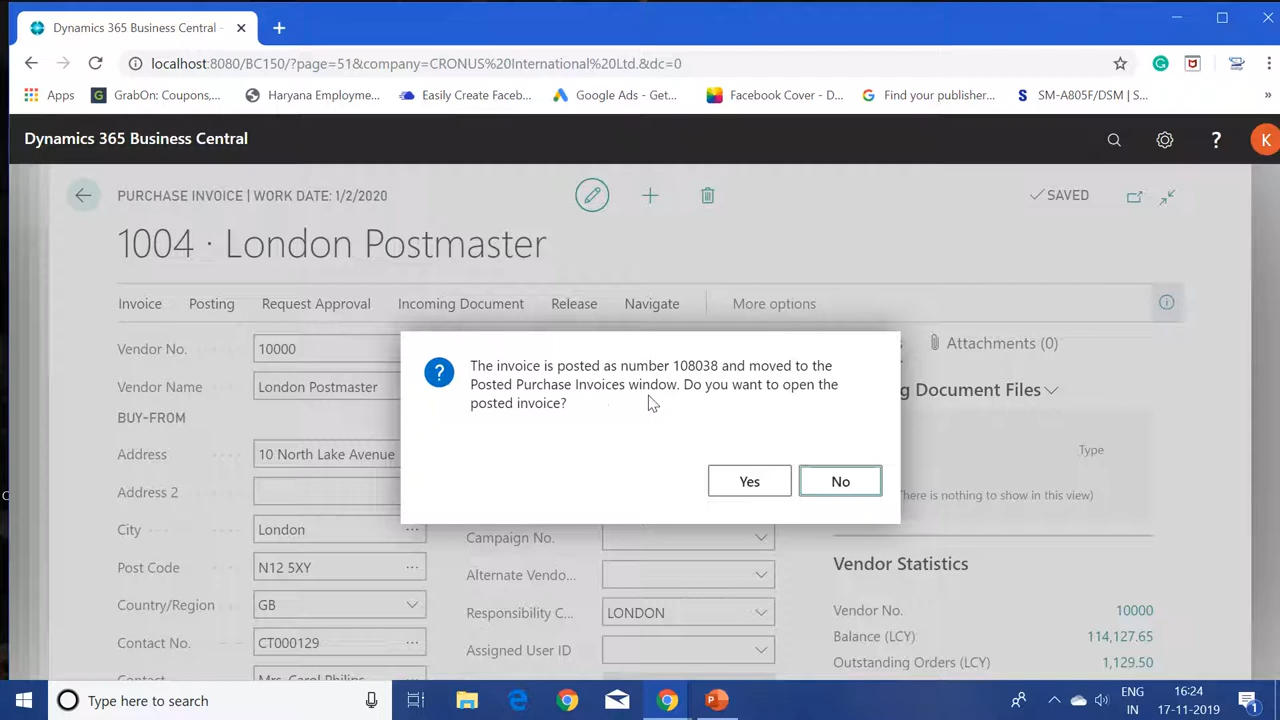 Dynamics 365 Business Central -
localhost:8080/BC150/?page=51&company=CRONUS%20International%20Ltd.&dc=0
Apps
GrabOn: Coupons,...
Haryana Employme...
Easily Create Faceb...
Google Ads - Get...
Facebook Cover - D...
Find your publisher...
SM-A805F/DSM | S...
»
Dynamics 365 Business Central
K
PURCHASE INVOICE | WORK DATE: 1/2/2020
SAVED
1004 · London Postmaster
Invoice
Posting
Request Approval
Incoming Document
Release
Navigate
More options
Vendor No.
10000
Attachments (0)
Vendor Name
London Postmaster
g Document Files
The invoice is posted as number 108038 and moved to the
Posted Purchase Invoices window. Do you want to open the
posted invoice?
Yes
No
BUY-FROM
Address
10 North Lake Avenue
Type
Address 2
here is nothing to show in this view)
City
London
Campaign No.
Post Code
N12 5XY
Alternate Vendo...
Vendor Statistics
Country/Region
GB
Responsibility C...
LONDON
Vendor No.
10000
Contact No.
CT000129
Assigned User ID
Balance (LCY)
114,127.65
Outstanding Orders (LCY)
1,129.50
Mrs. Carol Philips
Type here to search
ENG
IN
16:24
17-11-2019
1